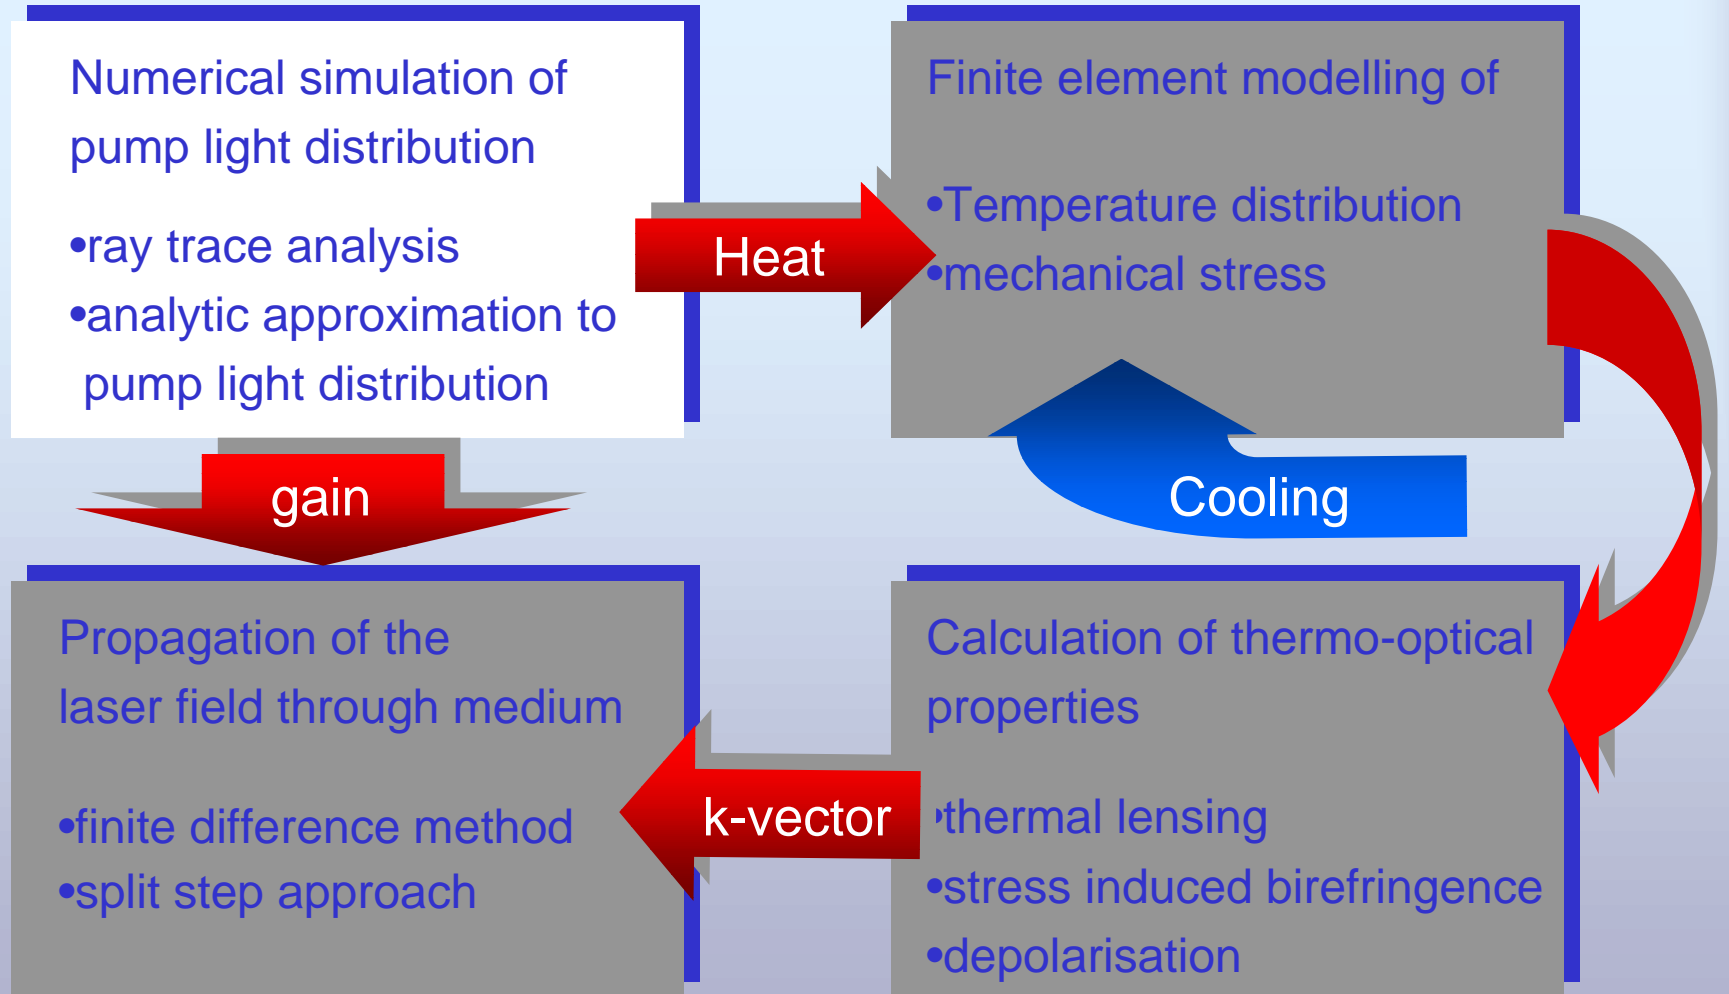 Numerical simulation of
pump light distribution
•ray trace analysis
•analytic approximation to
pump light distribution
Heat
Finite element modelling of
•Temperature distribution
•mechanical stress
gain
Cooling
Propagation of the
laser field through medium
•finite difference method
•split step approach
k-vector
Calculation of thermo-optical
properties
•thermal lensing
•stress induced birefringence
•depolarisation